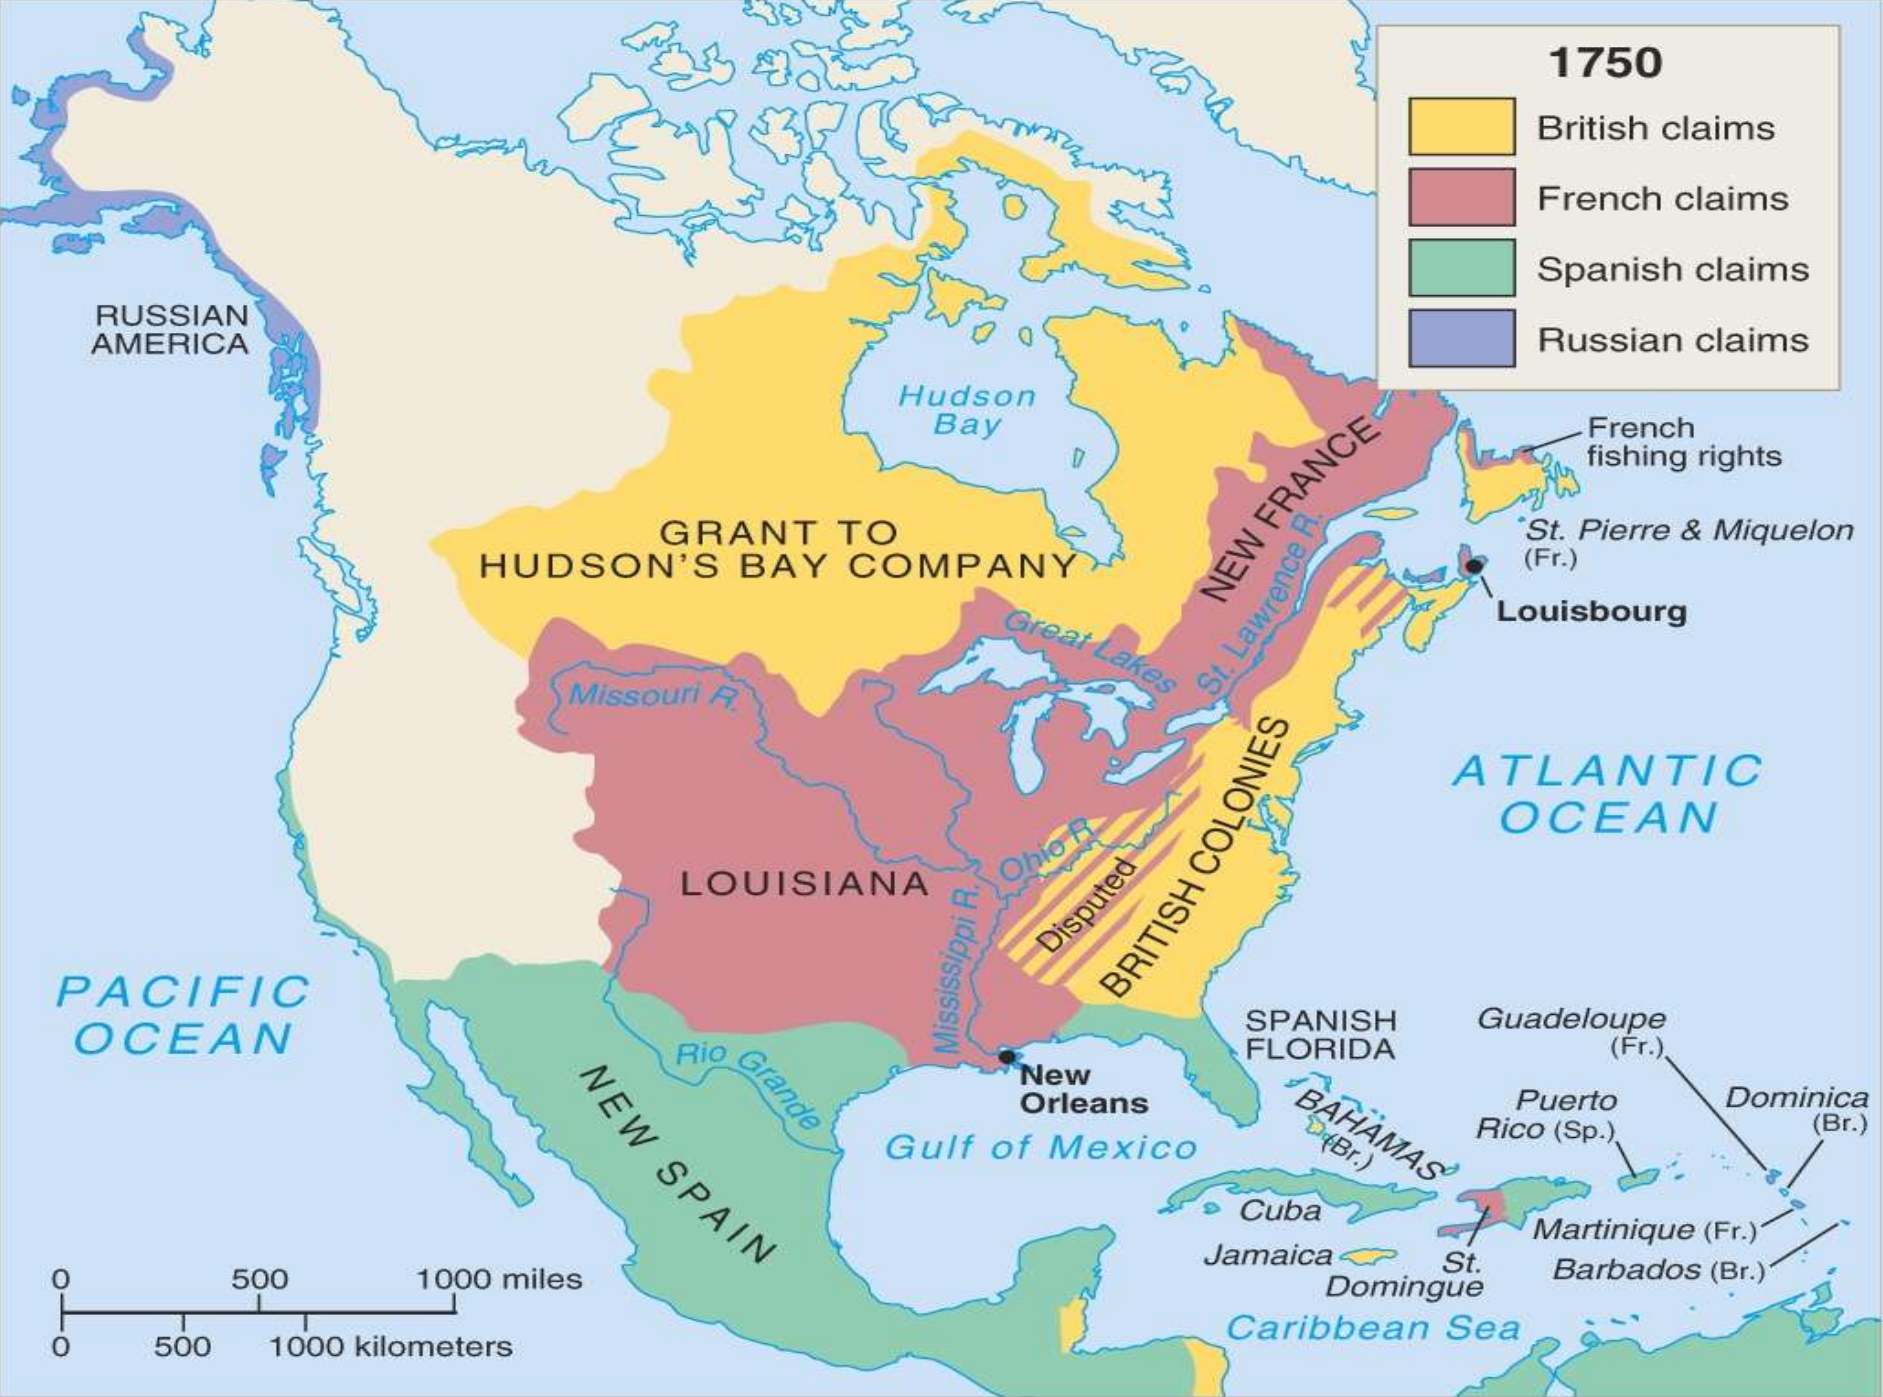 1750
British claims
French claims
Spanish claims
Russian claims
RUSSIAN
AMERICA
Hudson
Bay
French
fishing rights
GRANT TO
HUDSON'S BAY COMPANY
NEW FRANCE
St. Lawrence R.
St. Pierre & Miquelon
(Fr.)
Louisbourg
Great Lakes
Missouri R.
ATLANTIC
OCEAN
BRITISH COLONIES
Ohio R.
Disputed
LOUISIANA
Mississippi R.
PACIFIC
OCEAN
SPANISH
FLORIDA
Guadeloupe
(Fr.)
Rio Grande
New
Orleans
NEW SPAIN
Gulf of Mexico
BAHAMAS
(Br.)
Puerto
Rico (Sp.)
Dominica
(Br.)
Cuba
Jamaica
St.
Domingue
Martinique (Fr.)
Barbados (Br.)
Caribbean Sea
0 500 1000 miles
0 500 1000 kilometers